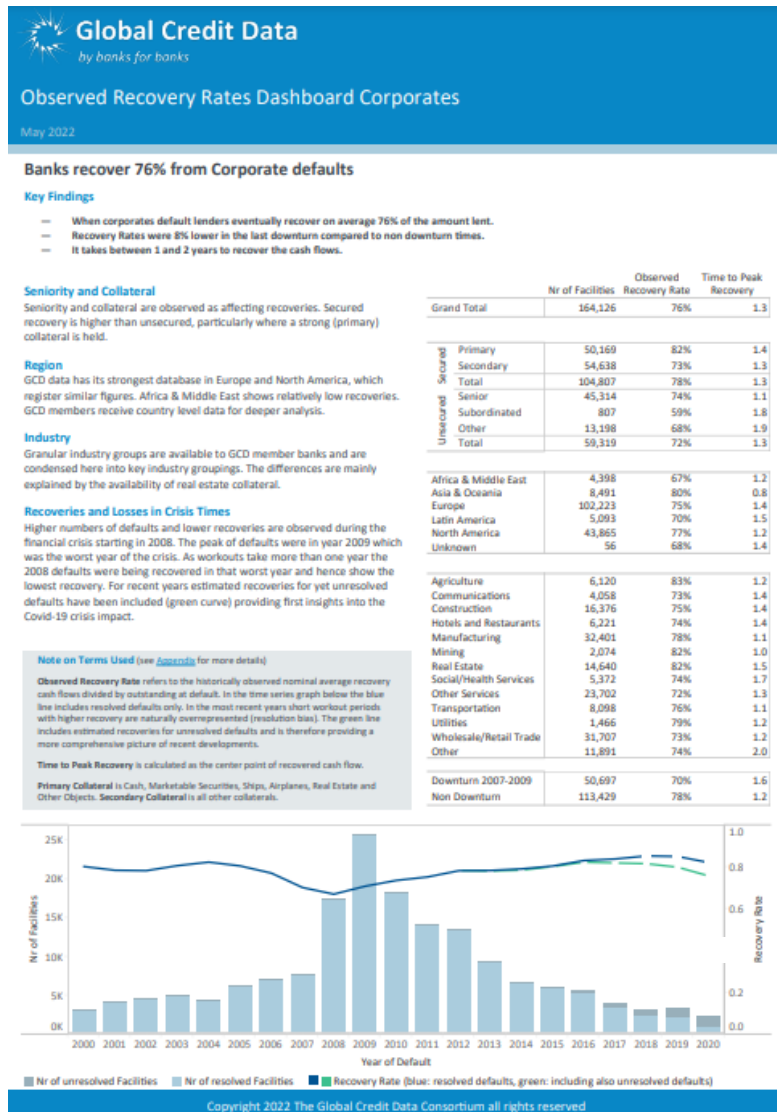 Global Credit Data
by banks for banks
Observed Recovery Rates Dashboard Corporates
May 2022
Banks recover 76% from Corporate defaults
Key Findings
— When corporates default lenders eventually recover on average 76% of the amount lent.
— Recovery Rates were 8% lower in the last downturn compared to non downturn times.
— It takes between 1 and 2 years to recover the cash flows.
Seniority and Collateral
Seniority and collateral are observed as affecting recoveries. Secured
recovery is higher than unsecured, particularly where a strong (primary)
collateral is held.
Region
GCD data has its strongest database in Europe and North America, which
register similar figures. Africa & Middle East shows relatively low recoveries.
GCD members receive country level data for deeper analysis.
Industry
Granular industry groups are available to GCD member banks and are
condensed here into key industry groupings. The differences are mainly
explained by the availability of real estate collateral.
Recoveries and Losses in Crisis Times
Higher numbers of defaults and lower recoveries are observed during the
financial crisis starting in 2008. The peak of defaults were in year 2009 which
was the worst year of the crisis. As workouts take more than one year the
2008 defaults were being recovered in that worst year and hence show the
lowest recovery. For recent years estimated recoveries for yet unresolved
defaults have been included (green curve) providing first insights into the
Covid-19 crisis impact.
Note on Terms Used (see Appendix for more details)
Observed Recovery Rate refers to the historically observed nominal average recovery
cash flows divided by outstanding at default. In the time series graph below the blue
line includes resolved defaults only. In the most recent years short workout periods
with higher recovery are naturally overrepresented (resolution bias). The green line
includes estimated recoveries for unresolved defaults and is therefore providing a
more comprehensive picture of recent developments.
Time to Peak Recovery is calculated as the center point of recovered cash flow.
Primary Collateral is Cash, Marketable Securities, Ships, Airplanes, Real Estate and
Other Objects. Secondary Collateral is all other collaterals.
Nr of Facilities Observed Recovery Rate Time to Peak Recovery
Grand Total 164,126 76% 1.3
Secured
Primary 50,169 82% 1.4
Secondary 54,638 73% 1.3
Total 104,807 78% 1.3
Unsecured
Senior 45,314 74% 1.1
Subordinated 807 59% 1.8
Other 13,198 68% 1.9
Total 59,319 72% 1.3
Africa & Middle East 4,398 67% 1.2
Asia & Oceania 8,491 80% 0.8
Europe 102,223 75% 1.4
Latin America 5,093 70% 1.5
North America 43,865 77% 1.2
Unknown 56 68% 1.4
Agriculture 6,120 83% 1.2
Communications 4,058 73% 1.4
Construction 16,376 75% 1.4
Hotels and Restaurants 6,221 74% 1.4
Manufacturing 32,401 78% 1.1
Mining 2,074 82% 1.0
Real Estate 14,640 82% 1.5
Social/Health Services 5,372 74% 1.7
Other Services 23,702 72% 1.3
Transportation 8,098 76% 1.1
Utilities 1,466 79% 1.2
Wholesale/Retail Trade 31,707 73% 1.2
Other 11,891 74% 2.0
Downturn 2007-2009 50,697 70% 1.6
Non Downturn 113,429 78% 1.2
Nr of Facilities
25K
20K
15K
10K
5K
0K
Recovery Rate
1.0
0.8
0.6
0.2
0.0
2000 2001 2002 2003 2004 2005 2006 2007 2008 2009 2010 2011 2012 2013 2014 2015 2016 2017 2018 2019 2020
Year of Default
Nr of unresolved Facilities Nr of resolved Facilities Recovery Rate (blue: resolved defaults, green: including also unresolved defaults)
Copyright 2022 The Global Credit Data Consortium all rights reserved